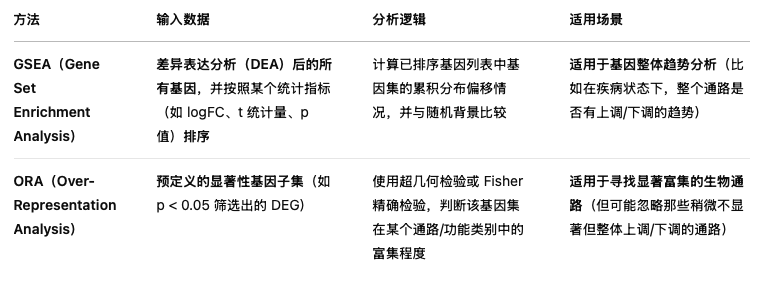 方法 输入数据 分析逻辑 适用场景
GSEA（Gene
Set
Enrichment
Analysis）
差异表达分析（DEA）后的所
有基因，并按照某个统计指标
（如 logFC、t 统计量、p
值）排序
计算已排序基因列表中基
因集的累积分布偏移情
况，并与随机背景比较
适用于基因整体趋势分析（比
如在疾病状态下，整个通路是
否有上调/下调的趋势）
ORA（Over-
Representation
Analysis）
预定义的显著性基因子集（如
p < 0.05 筛选出的 DEG）
使用超几何检验或 Fisher
精确检验，判断该基因集
在某个通路/功能类别中的
富集程度
适用于寻找显著富集的生物通
路（但可能忽略那些稍微不显
著但整体上调/下调的通路）